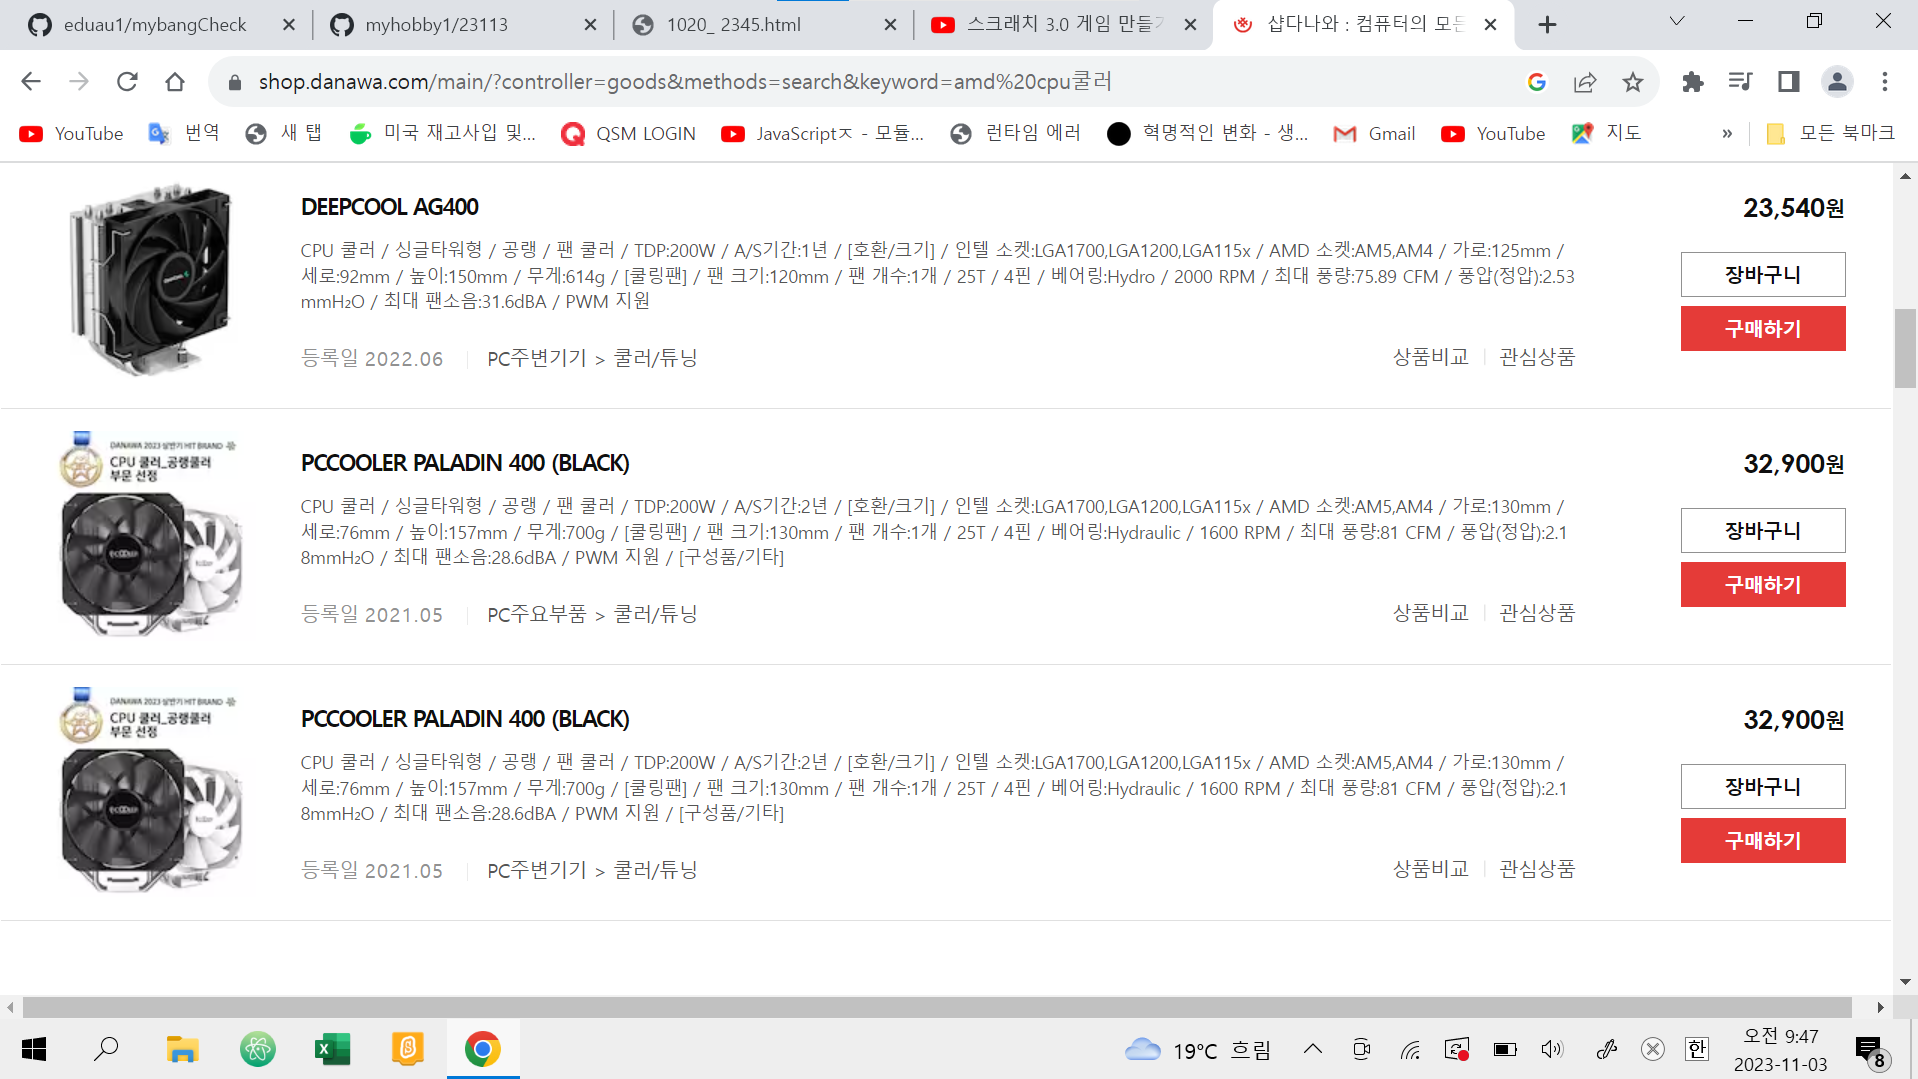 eduau1/mybangCheck
myhobby1/23113
1020_ 2345.html
스크래치 3.0 게임 만들기
샵다나와 : 컴퓨터의 모든
shop.danawa.com/main/?controller=goods&methods=search&keyword=amd%20cpu쿨러
YouTube
번역
새 탭
미국 재고사입 및...
QSM LOGIN
JavaScriptㅈ - 모듈...
런타임 에러
혁명적인 변화 - 생...
Gmail
YouTube
지도
»
모든 북마크
DEEPCOOL AG400
23,540원
CPU 쿨러 / 싱글타워형 / 공랭 / 팬 쿨러 / TDP:200W / A/S기간:1년 / [호환/크기] / 인텔 소켓:LGA1700,LGA1200,LGA115x / AMD 소켓:AM5,AM4 / 가로:125mm /
세로:92mm / 높이:150mm / 무게:614g / [쿨링팬] / 팬 크기:120mm / 팬 개수:1개 / 25T / 4핀 / 베어링:Hydro / 2000 RPM / 최대 풍량:75.89 CFM / 풍압(정압):2.53
mmH₂O / 최대 팬소음:31.6dBA / PWM 지원
장바구니
구매하기
등록일 2022.06
PC주변기기 > 쿨러/튜닝
상품비교
관심상품
DANAWA 2023 상반기 HIT BRAND
CPU 쿨러_공랭쿨러
부문 선정
PCCOOLER PALADIN 400 (BLACK)
32,900원
CPU 쿨러 / 싱글타워형 / 공랭 / 팬 쿨러 / TDP:200W / A/S기간:2년 / [호환/크기] / 인텔 소켓:LGA1700,LGA1200,LGA115x / AMD 소켓:AM5,AM4 / 가로:130mm /
세로:76mm / 높이:157mm / 무게:700g / [쿨링팬] / 팬 크기:130mm / 팬 개수:1개 / 25T / 4핀 / 베어링:Hydraulic / 1600 RPM / 최대 풍량:81 CFM / 풍압(정압):2.1
8mmH₂O / 최대 팬소음:28.6dBA / PWM 지원 / [구성품/기타]
장바구니
구매하기
등록일 2021.05
PC주요부품 > 쿨러/튜닝
상품비교
관심상품
DANAWA 2023 상반기 HIT BRAND
CPU 쿨러_공랭쿨러
부문 선정
PCCOOLER PALADIN 400 (BLACK)
32,900원
CPU 쿨러 / 싱글타워형 / 공랭 / 팬 쿨러 / TDP:200W / A/S기간:2년 / [호환/크기] / 인텔 소켓:LGA1700,LGA1200,LGA115x / AMD 소켓:AM5,AM4 / 가로:130mm /
세로:76mm / 높이:157mm / 무게:700g / [쿨링팬] / 팬 크기:130mm / 팬 개수:1개 / 25T / 4핀 / 베어링:Hydraulic / 1600 RPM / 최대 풍량:81 CFM / 풍압(정압):2.1
8mmH₂O / 최대 팬소음:28.6dBA / PWM 지원 / [구성품/기타]
장바구니
구매하기
등록일 2021.05
PC주변기기 > 쿨러/튜닝
상품비교
관심상품
19°C 흐림
한
오전 9:47
2023-11-03
8